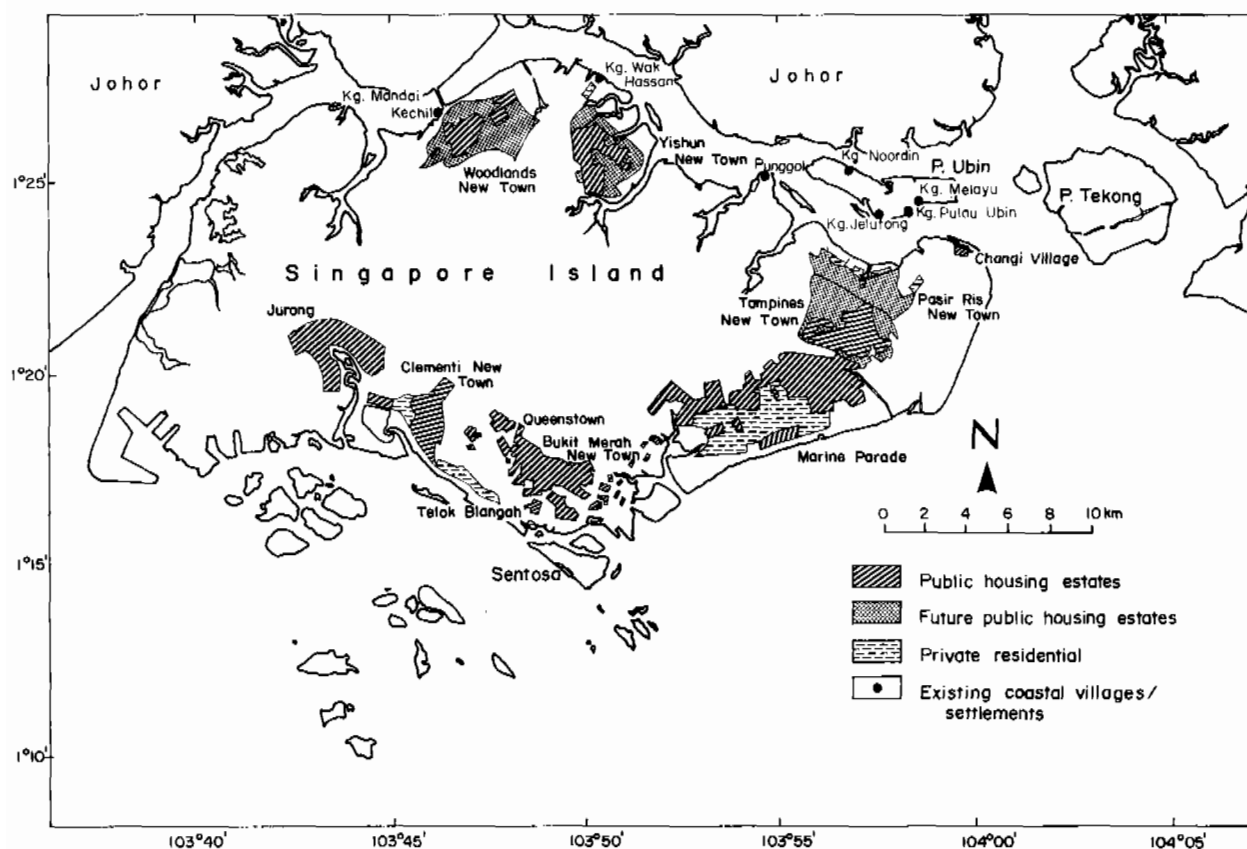 Johor
Johor
Kg. Wak
Hassan
Kg. Mandai
Kechil
Woodlands
New Town
Yishun
New Town
Punggok
Kg. Noordin
P. Ubin
Kg. Melayu
Kg. Pulau Ubin
Kg. Jelutong
P. Tekong
Changi Village
Singapore Island
Tampines
New Town
Pasir Ris
New Town
Jurong
Clementi New
Town
Queenstown
Bukit Merah
New Town
Marine Parade
Telok Blangah
Sentosa
N
0 2 4 6 8 10 km
Public housing estates
Future public housing estates
Private residential
Existing coastal villages/
settlements
1°25'
1°20'
1°15'
1°10'
103°40' 103°45' 103°50' 103°55' 104°00' 104°05'